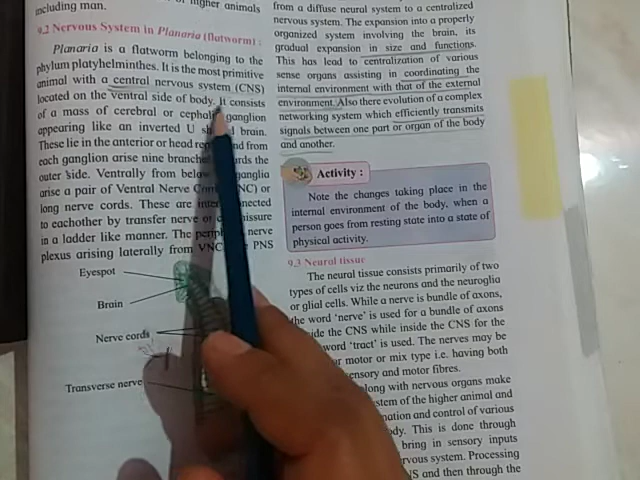 including man.
higher animals
9.2 Nervous System in Planaria (flatworm) :
Planaria is a flatworm belonging to the
phylum platyhelminthes. It is the most primitive
animal with a central nervous system (CNS)
located on the ventral side of body. It consists
of a mass of cerebral or ganglion
appearing like an inverted U brain.
These lie in the anterior or head and from
each ganglion arise nine the
outer side. Ventrally from ganglia
arise a pair of Ventral Nerve or
long nerve cords. These are
to eachother by transfer nerve or
in a ladder like manner. The nerve
plexus arising laterally from VNC PNS
Eyespot
Brain
Nerve cords
Transverse nerve
from a diffuse neural system to a centralized
nervous system. The expansion into a properly
organized system involving the brain, its
gradual expansion in size and functions.
This has lead to centralization of various
sense organs assisting in coordinating the
internal environment with that of the external
environment. Also there evolution of a complex
networking system which efficiently transmits
signals between one part or organ of the body
and another.
Activity :
Note the changes taking place in the
internal environment of the body, when a
person goes from resting state into a state of
physical activity.
9.3 Neural tissue
The neural tissue consists primarily of two
types of cells viz the neurons and the neuroglia
or glial cells. While a nerve is bundle of axons,
the word 'nerve' is used for a bundle of axons
the CNS while inside the CNS for the
word 'tract' is used. The nerves may be
or motor or mix type i.e. having both
sensory and motor fibres.
along with nervous organs make
of the higher animal and
and control of various
This is done through
bring in sensory inputs
system. Processing
and then through the